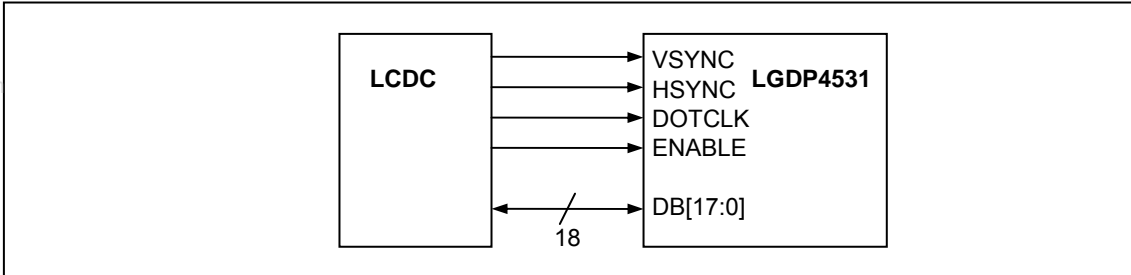 LCDC
LGDP4531
VSYNC
HSYNC
DOTCLK
ENABLE
DB[17:0]
18